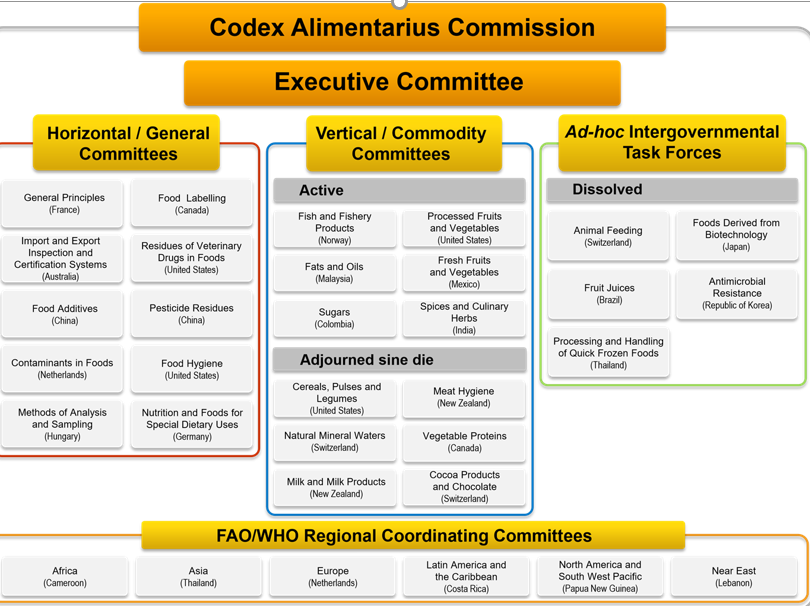 Codex Alimentarius Commission
Executive Committee
Horizontal / General
Committees
General Principles
(France)
Food Labelling
(Canada)
Import and Export
Inspection and
Certification Systems
(Australia)
Residues of Veterinary
Drugs in Foods
(United States)
Food Additives
(China)
Pesticide Residues
(China)
Contaminants in Foods
(Netherlands)
Food Hygiene
(United States)
Methods of Analysis
and Sampling
(Hungary)
Nutrition and Foods for
Special Dietary Uses
(Germany)
Vertical / Commodity
Committees
Active
Fish and Fishery
Products
(Norway)
Processed Fruits
and Vegetables
(United States)
Fats and Oils
(Malaysia)
Fresh Fruits
and Vegetables
(Mexico)
Sugars
(Colombia)
Spices and Culinary
Herbs
(India)
Adjourned sine die
Cereals, Pulses and
Legumes
(United States)
Meat Hygiene
(New Zealand)
Natural Mineral Waters
(Switzerland)
Vegetable Proteins
(Canada)
Milk and Milk Products
(New Zealand)
Cocoa Products
and Chocolate
(Switzerland)
Ad-hoc Intergovernmental
Task Forces
Dissolved
Animal Feeding
(Switzerland)
Foods Derived from
Biotechnology
(Japan)
Fruit Juices
(Brazil)
Antimicrobial
Resistance
(Republic of Korea)
Processing and Handling
of Quick Frozen Foods
(Thailand)
FAO/WHO Regional Coordinating Committees
Africa
(Cameroon)
Asia
(Thailand)
Europe
(Netherlands)
Latin America and
the Caribbean
(Costa Rica)
North America and
South West Pacific
(Papua New Guinea)
Near East
(Lebanon)